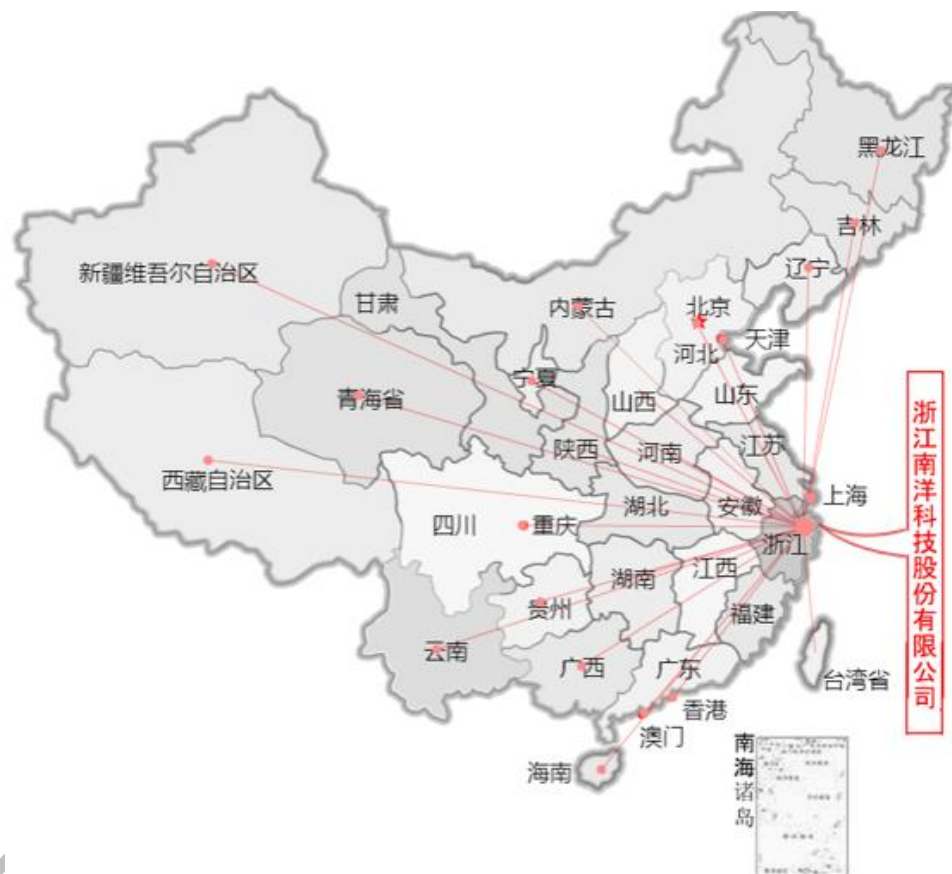 黑龙江
吉林
辽宁
新疆维吾尔自治区
甘肃
内蒙古
北京
天津
河北
宁夏
山西
山东
青海省
陕西
河南
江苏
西藏自治区
湖北
安徽
上海
四川
重庆
浙江
湖南
江西
贵州
福建
云南
广西
广东
台湾省
香港
澳门
海南
浙江南洋科技股份有限公司
南海诸岛